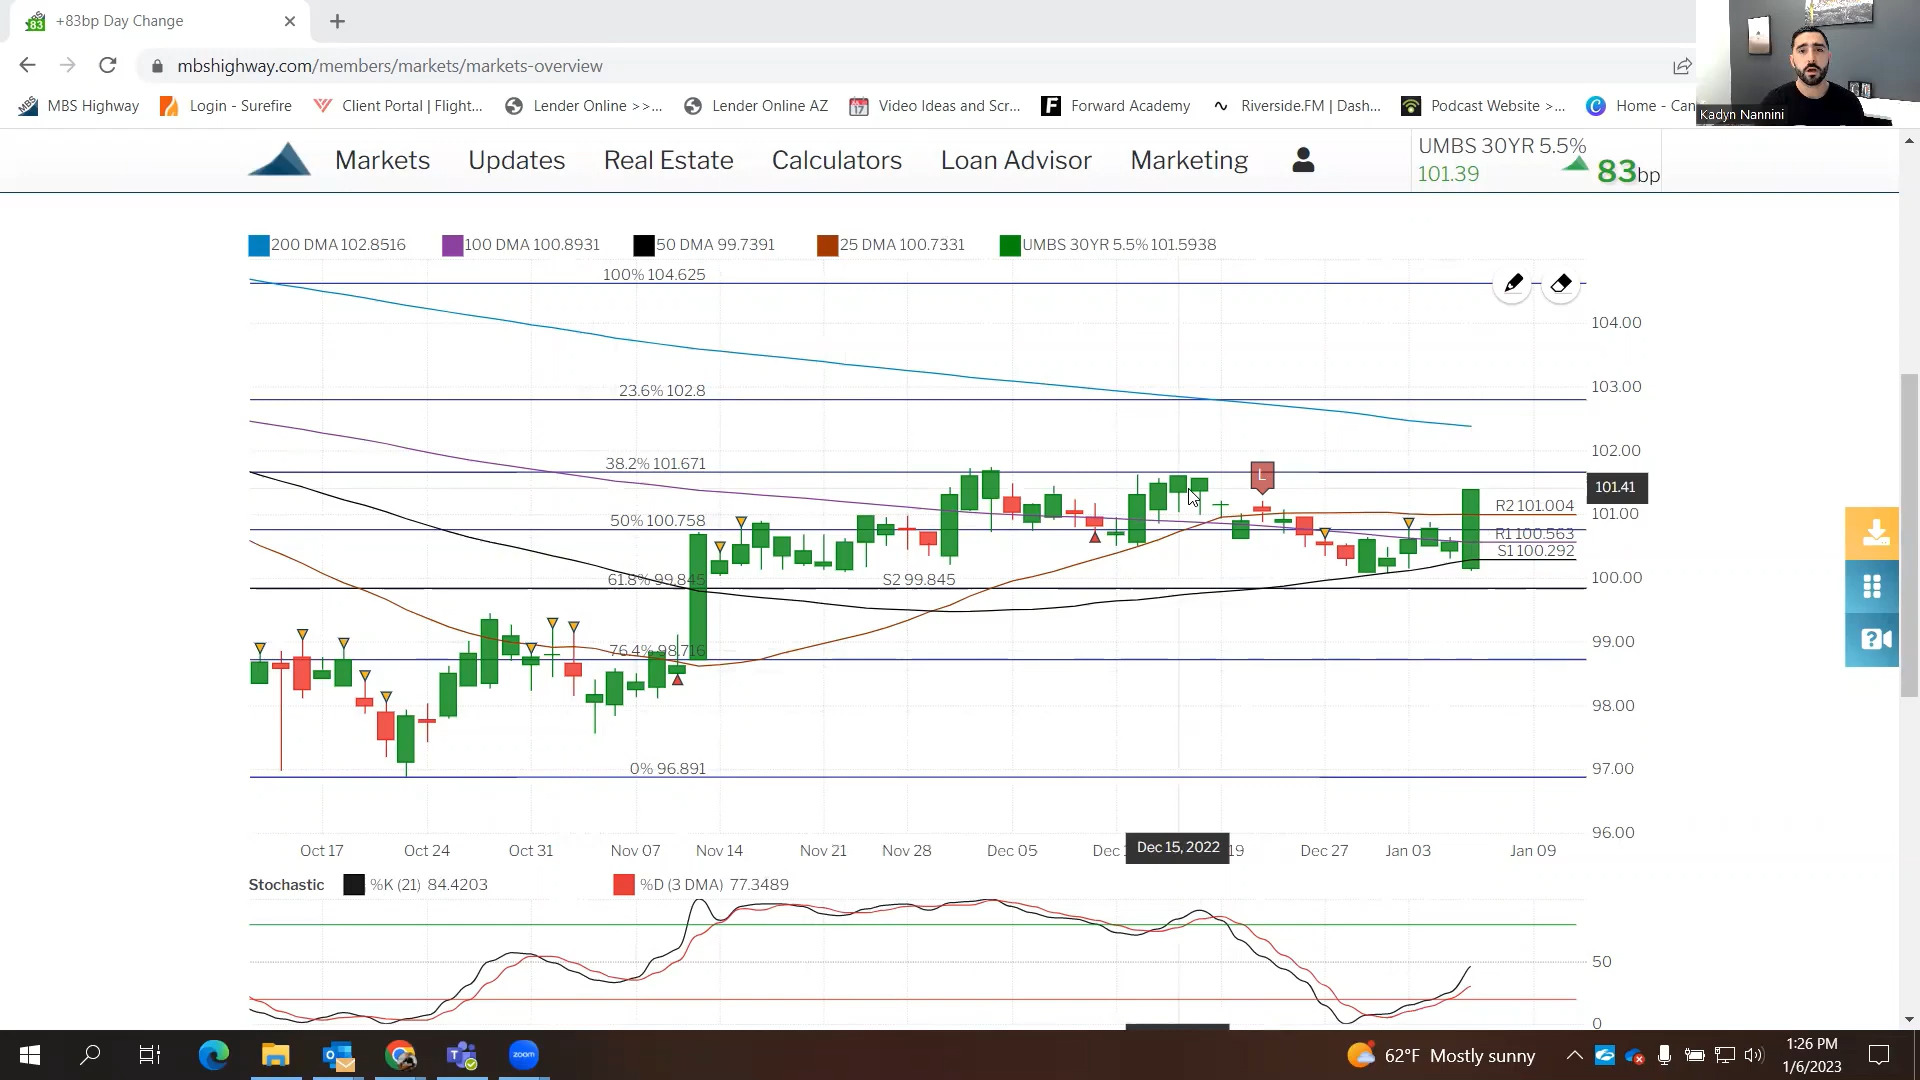 +83bp Day Change
mbshighway.com/members/markets/markets-overview
MBS Highway Login - Surefire Client Portal | Flight... Lender Online >>... Lender Online AZ Video Ideas and Scr... Forward Academy Riverside.FM | Dash... Podcast Website >... Home - Can
Kadyn Nannini
Markets Updates Real Estate Calculators Loan Advisor Marketing
UMBS 30YR 5.5%
101.39 83bp
200 DMA 102.8516 100 DMA 100.8931 50 DMA 99.7391 25 DMA 100.7331 UMBS 30YR 5.5% 101.5938
100% 104.625
104.00
23.6% 102.8
103.00
102.00
38.2% 101.671
L
101.41
R2 101.004
101.00
50% 100.758
R1 100.563
S1 100.292
61.8% 99.845
S2 99.845
100.00
99.00
76.4% 98.716
98.00
0% 96.891
97.00
96.00
Oct 17 Oct 24 Oct 31 Nov 07 Nov 14 Nov 21 Nov 28 Dec 05 Dec Dec 15, 2022 19 Dec 27 Jan 03 Jan 09
Stochastic %K (21) 84.4203 %D (3 DMA) 77.3489
50
0
zoom
62°F Mostly sunny
1:26 PM
1/6/2023